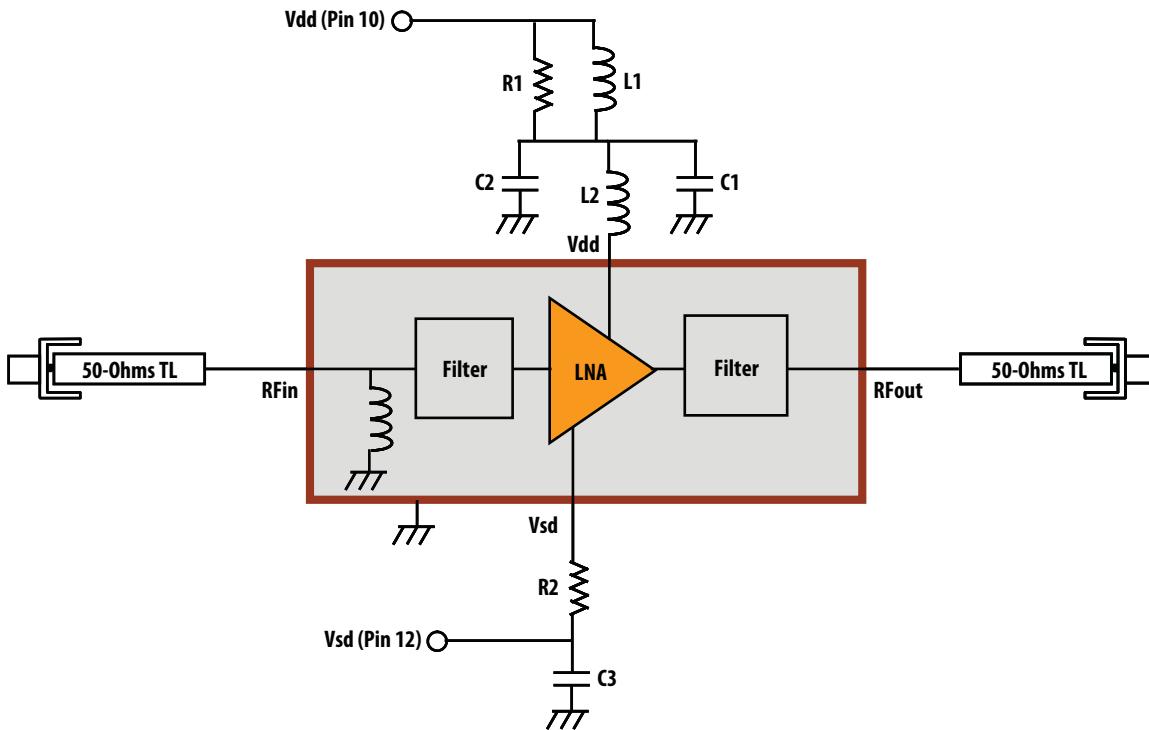 Vdd (Pin 10)
R1
L1
C2
L2
C1
Vdd
50-Ohms TL
RFin
Filter
LNA
Filter
RFout
50-Ohms TL
Vsd
R2
Vsd (Pin 12)
C3